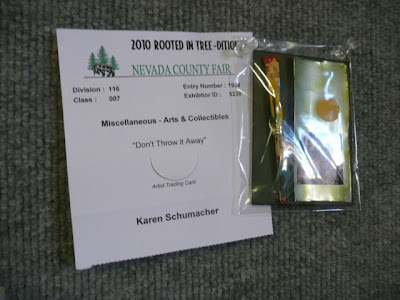 2010 ROOTED IN TREE-DITION
NEVADA COUNTY FAIR
Division : 116 Entry Number :
Class : 007 Exhibitor ID :
Miscellaneous - Arts & Collectibles
"Don't Throw it Away"
Artist Trading Card
Karen Schumacher